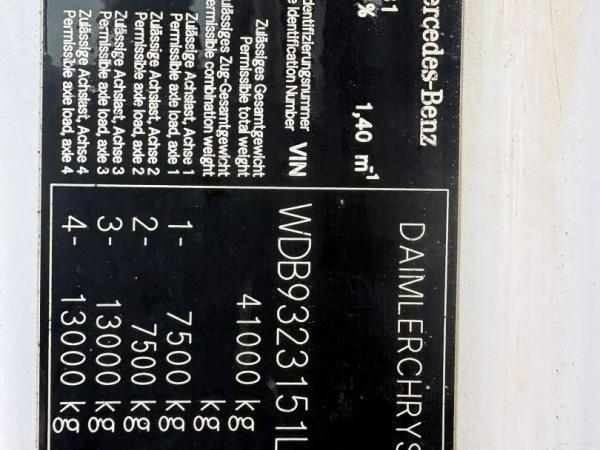 ercedes-Benz
1,40 m⁻¹
%
DAIMLERCHRYS
dentifizierungsnummer
e Identification Number VIN WDB9323151L
Zulässiges Gesamtgewicht
Permissible total weight 41000 kg
ulässiges Zug-Gesamtgewicht
ermissible combination weight kg
Zulässige Achslast, Achse 1
Permissible axle load, axle 1 1- 7500 kg
Zulässige Achslast, Achse 2
Permissible axle load, axle 2 2- 7500 kg
Zulässige Achslast, Achse 3
Permissible axle load, axle 3 3- 13000 kg
Zulässige Achslast, Achse 4
Permissible axle load, axle 4 4- 13000 kg